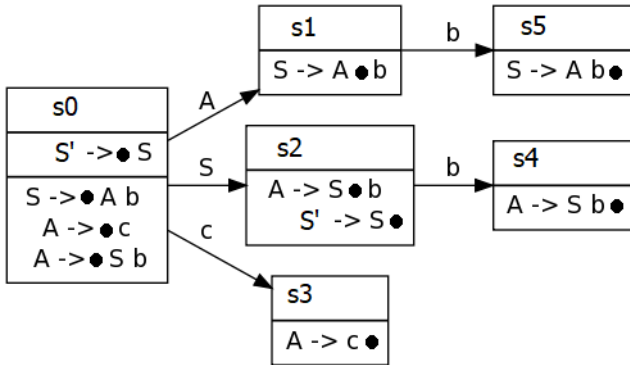 s0
S' -> ● S
S -> ● A b
A -> ● c
A -> ● S b
A
S
c
s1
S -> A ● b
s2
A -> S ● b
S' -> S ●
s3
A -> c ●
b
b
s5
S -> A b ●
s4
A -> S b ●